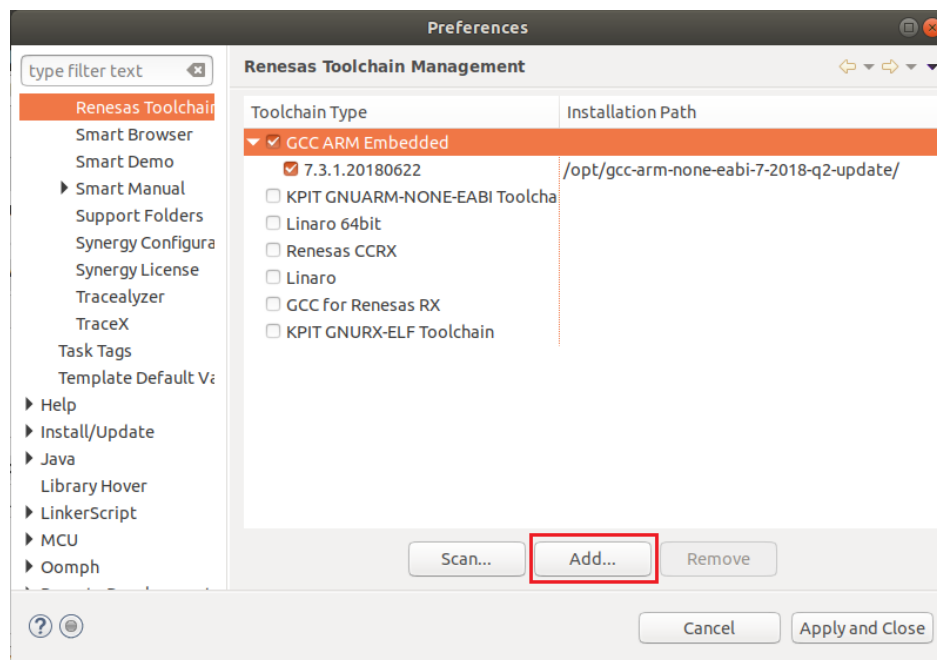 Preferences
type filter text
Renesas Toolchain Management
Renesas Toolchain
Smart Browser
Smart Demo
Smart Manual
Support Folders
Synergy Configura
Synergy License
Tracealyzer
TraceX
Task Tags
Template Default Va
Help
Install/Update
Java
Library Hover
LinkerScript
MCU
Oomph
Toolchain Type Installation Path
GCC ARM Embedded
7.3.1.20180622 /opt/gcc-arm-none-eabi-7-2018-q2-update/
KPIT GNUARM-NONE-EABI Toolcha
Linaro 64bit
Renesas CCRX
Linaro
GCC for Renesas RX
KPIT GNURX-ELF Toolchain
Scan... Add... Remove
? Cancel Apply and Close